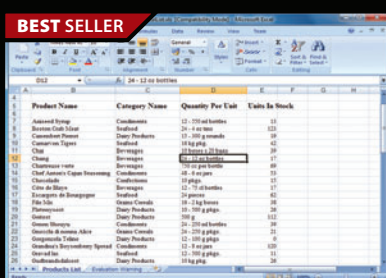 BEST SELLER
[Compatibility Mode] - Microsoft Excel
Data Review View Team
General
Styles
Insert
Delete
Format
Sort & Find &
Filter Select
Clipboard Font Alignment Number Cells Editing
D12 24 - 12 oz bottles
A B C D E F G H
Product Name Category Name Quantity Per Unit Units In Stock
Aniseed Syrup Condiments 12 - 550 ml bottles 13
Boston Crab Meat Seafood 24 - 4 oz tins 123
Camembert Pierrot Dairy Products 15 - 300 g rounds 19
Carnarvon Tigers Seafood 16 kg pkg. 42
Chai Beverages 10 boxes x 20 bags 39
Chang Beverages 24 - 12 oz bottles 17
Chartreuse verte Beverages 750 cc per bottle 69
Chef Anton's Cajun Seasoning Condiments 48 - 6 oz jars 53
Chocolade Confections 10 pkgs. 15
Côte de Blaye Beverages 12 - 75 cl bottles 17
Escargots de Bourgogne Seafood 24 pieces 62
Filo Mix Grains/Cereals 16 - 2 kg boxes 38
Fløtemysost Dairy Products 10 - 500 g pkgs. 26
Geitost Dairy Products 500 g 112
Genen Shouyu Condiments 24 - 250 ml bottles 39
Gnocchi di nonna Alice Grains/Cereals 24 - 250 g pkgs. 21
Gorgonzola Telino Dairy Products 12 - 100 g pkgs 0
Grandma's Boysenberry Spread Condiments 12 - 8 oz jars 120
Gravad lax Seafood 12 - 500 g pkgs. 11
Gudbrandsdalsost Dairy Products 10 kg pkg. 26
Products List Evaluation Warning